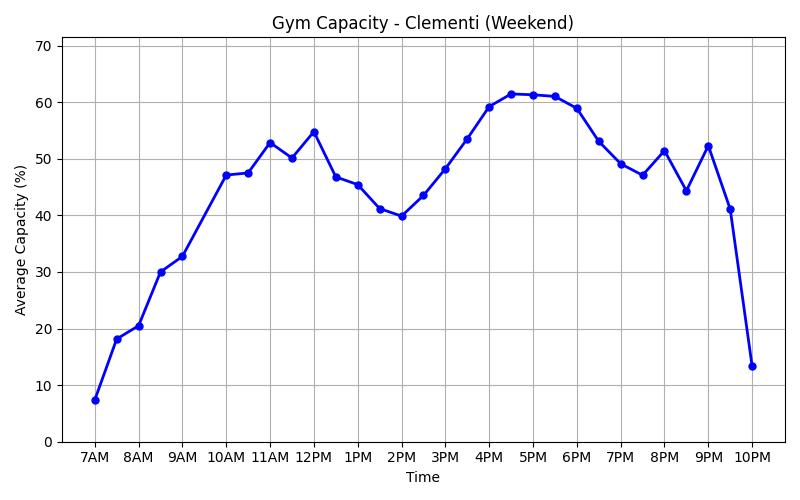 Gym Capacity - Clementi (Weekend)
Average Capacity (%)
70
60
50
40
30
20
10
0
7AM 8AM 9AM 10AM 11AM 12PM 1PM 2PM 3PM 4PM 5PM 6PM 7PM 8PM 9PM 10PM
Time